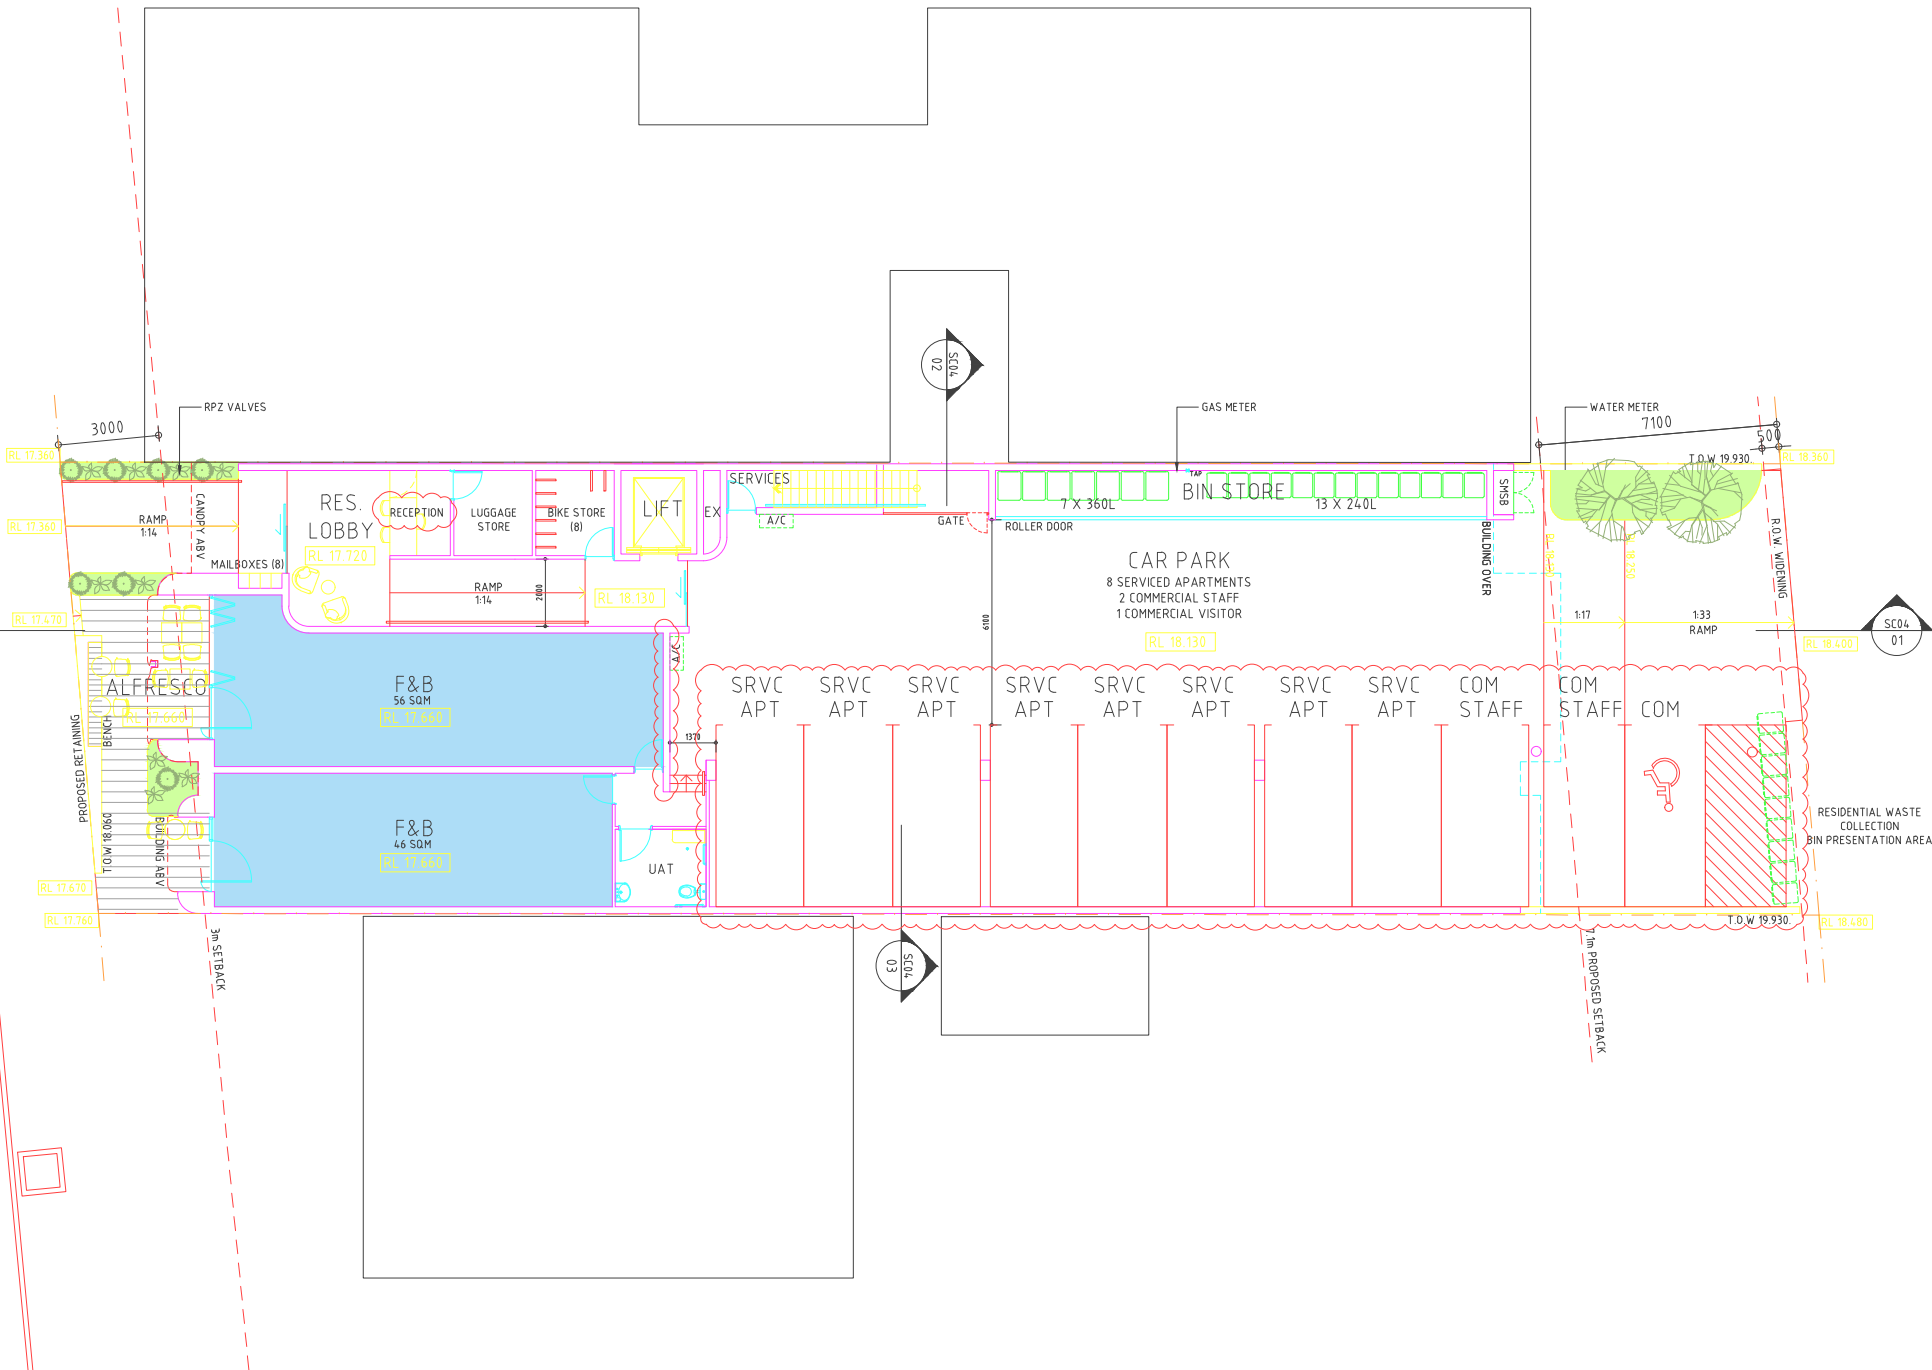 SC04
02
RPZ VALVES
GAS METER
WATER METER
3000
7100
500
RL 17.360
T.O.W 19.930.
RL 18.360
RL 17.360
RAMP
1:14
CANOPY ABV
RES.
LOBBY
RL 17.720
RECEPTION
LUGGAGE
STORE
BIKE STORE
(8)
LIFT
EX
SERVICES
A/C
GATE
ROLLER DOOR
TAP
7 X 360L
BIN STORE
13 X 240L
SMSB
BUILDING OVER
R.O.W. WIDENING
MAILBOXES (8)
RAMP
1:14
2000
RL 18.130
6100
CAR PARK
8 SERVICED APARTMENTS
2 COMMERCIAL STAFF
1 COMMERCIAL VISITOR
RL 18.130
1:17
1:33
RAMP
SC04
01
RL 18.400
RL 17.470
A/C
ALFRESCO
RL 17.660
BENCH
PROPOSED RETAINING
T.O.W 18.060
BUILDING ABV
F&B
56 SQM
RL 17.660
1370
SRVC
APT
SRVC
APT
SRVC
APT
SRVC
APT
SRVC
APT
SRVC
APT
SRVC
APT
SRVC
APT
COM
STAFF
COM
STAFF
COM
F&B
46 SQM
RL 17.660
UAT
RESIDENTIAL WASTE
COLLECTION
BIN PRESENTATION AREA
RL 17.670
RL 17.760
T.O.W 19.930.
RL 18.480
3m SETBACK
SC04
03
7.1m PROPOSED SETBACK